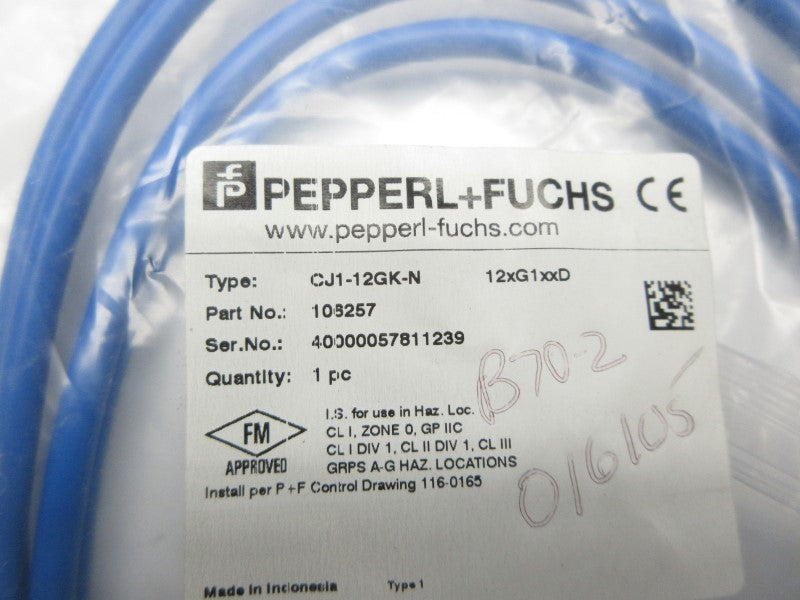 PEPPERL+FUCHS CE
www.pepperl-fuchs.com
Type: CJ1-12GK-N 12xG1xxD
Part No.: 106257
Ser.No.: 40000057811239
Quantity: 1 pc
B70-2
016105
FM
APPROVED
I.S. for use in Haz. Loc.
CL I, ZONE 0, GP IIC
CL I DIV 1, CL II DIV 1, CL III
GRPS A-G HAZ. LOCATIONS
Install per P+F Control Drawing 116-0165
Made in Indonesia Type 1